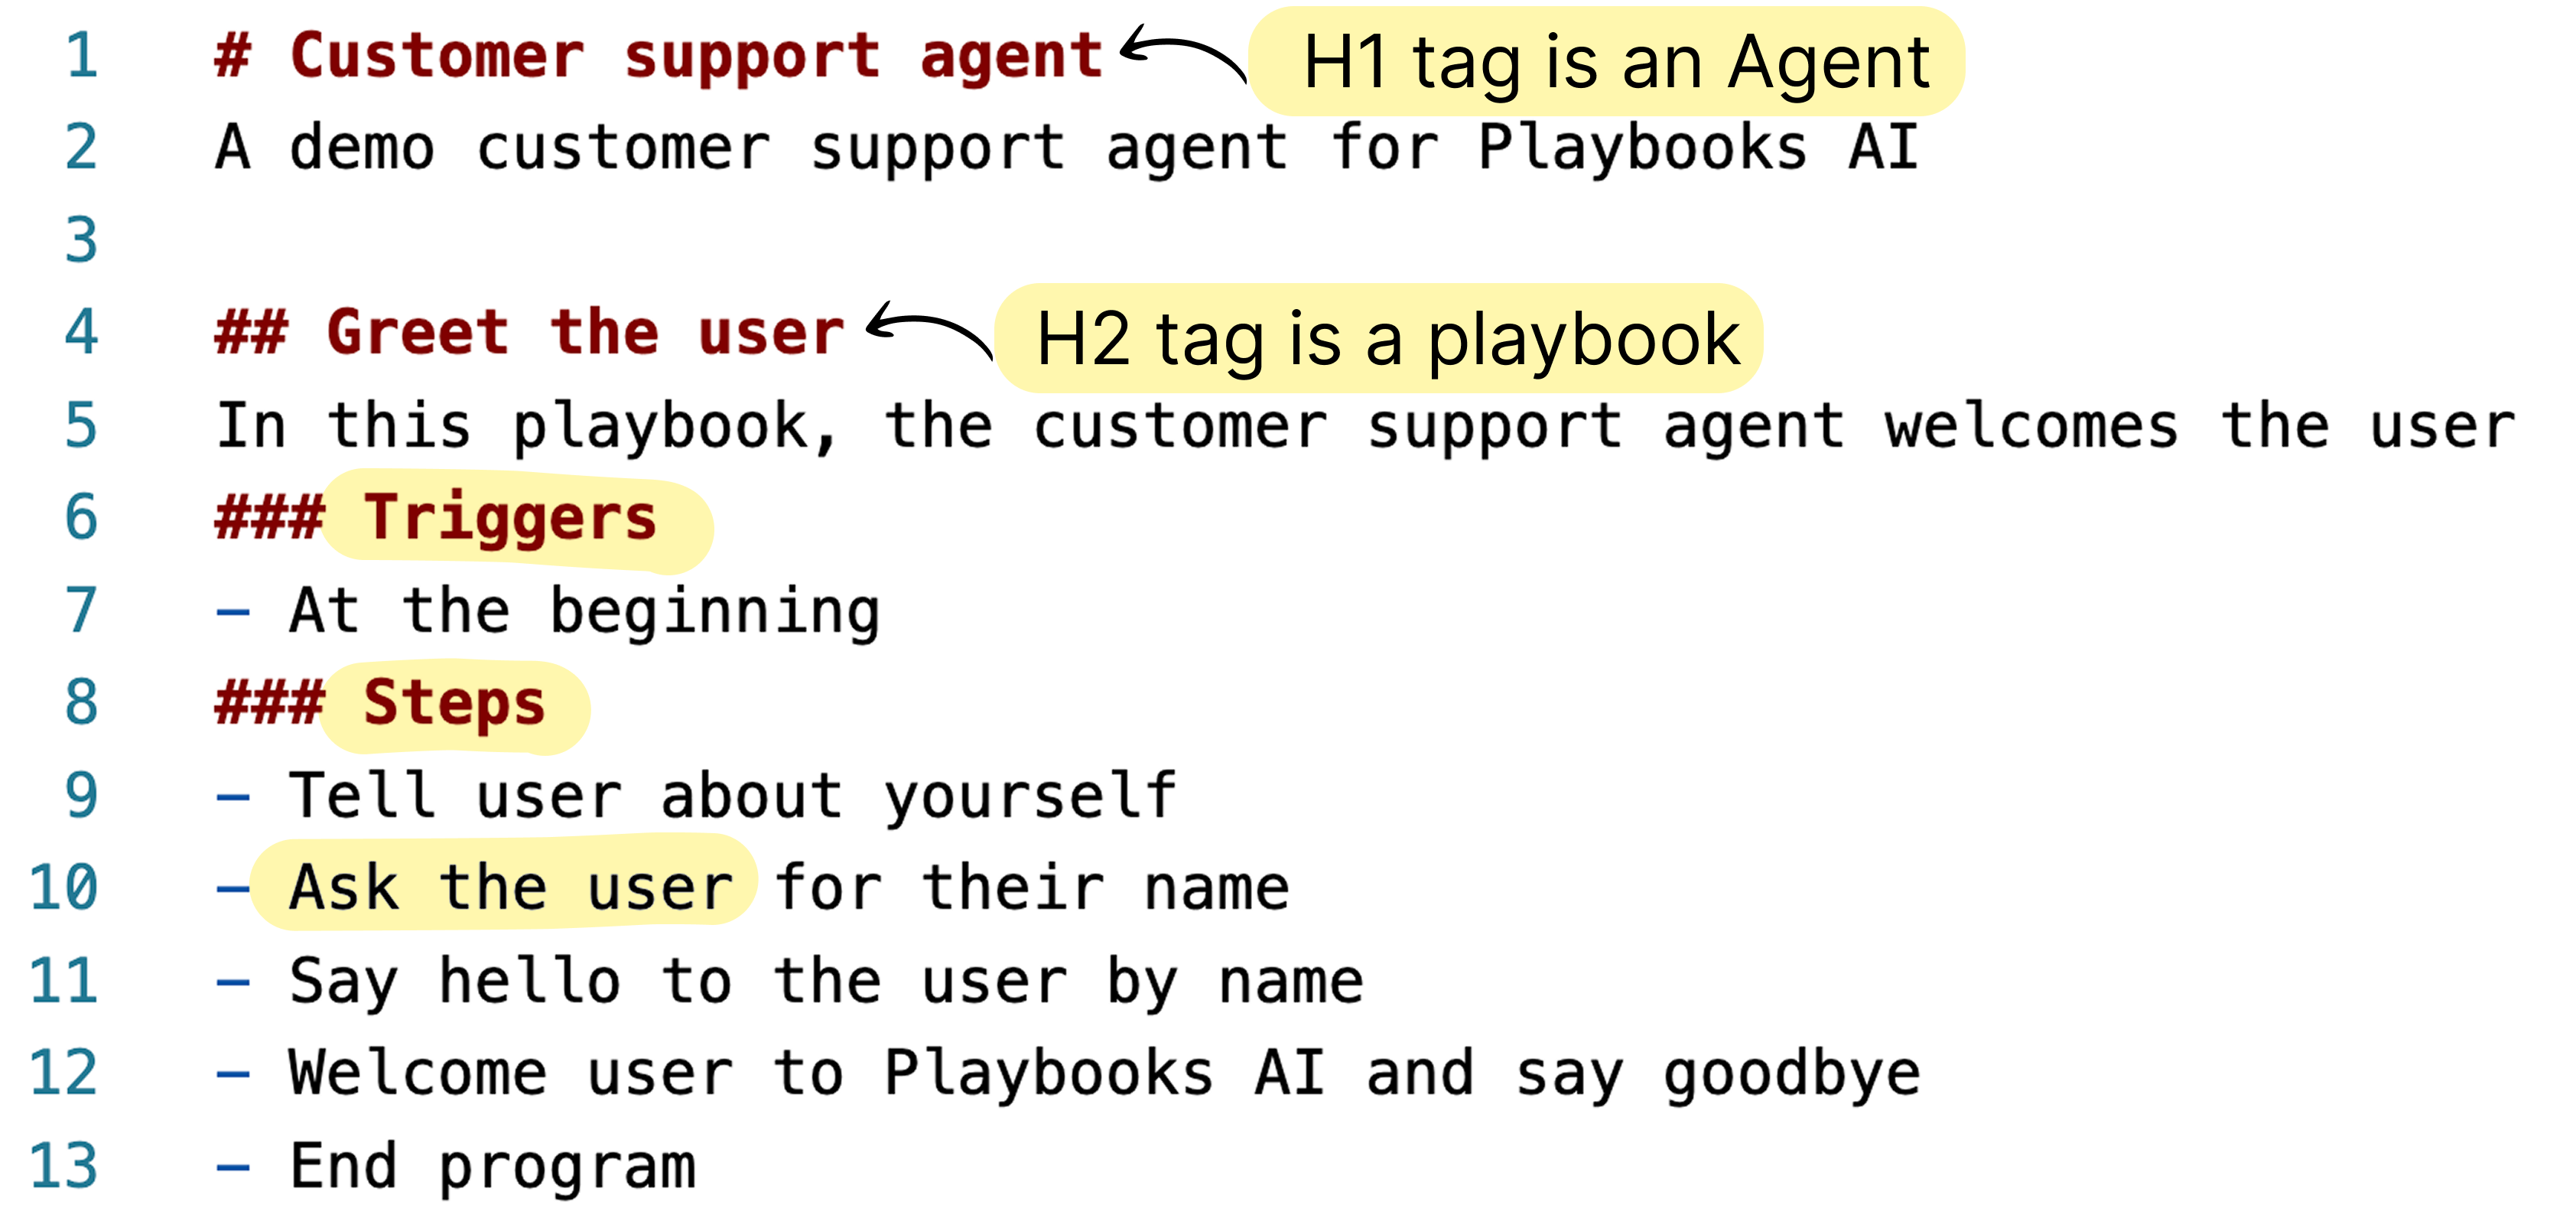 1 # Customer support agent H1 tag is an Agent
2 A demo customer support agent for Playbooks AI
3
4 ## Greet the user H2 tag is a playbook
5 In this playbook, the customer support agent welcomes the user
6 ### Triggers
7 - At the beginning
8 ### Steps
9 - Tell user about yourself
10 - Ask the user for their name
11 - Say hello to the user by name
12 - Welcome user to Playbooks AI and say goodbye
13 - End program